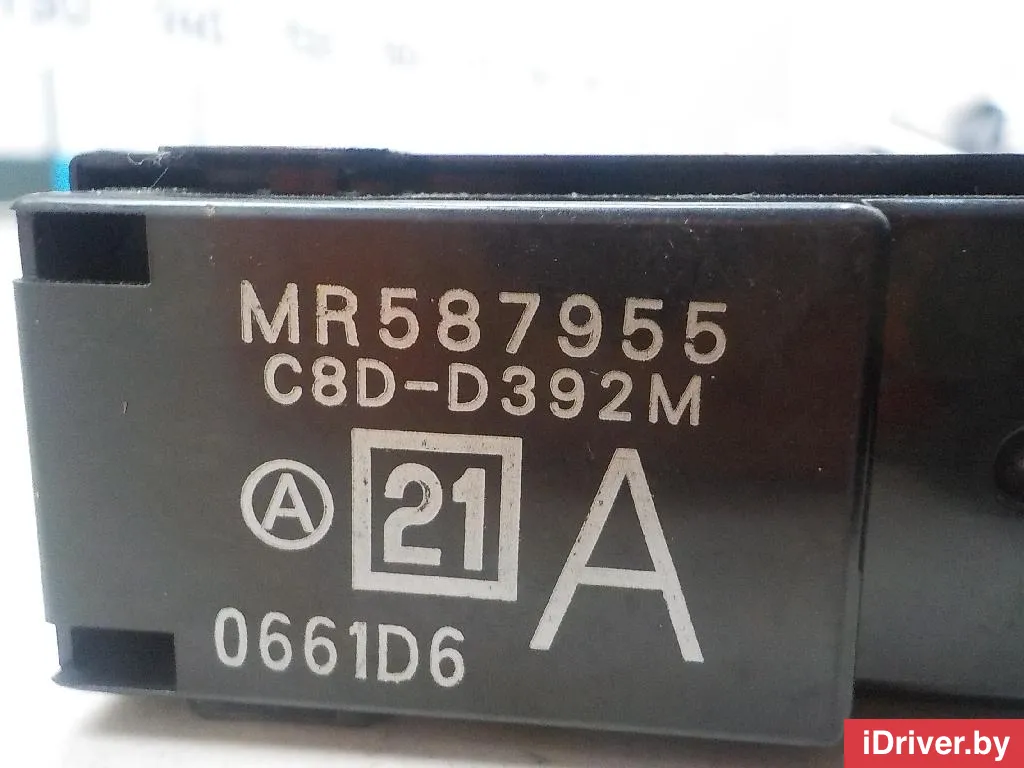 MR587955
C8D-D392M
A 21 A
0661D6
iDriver.by